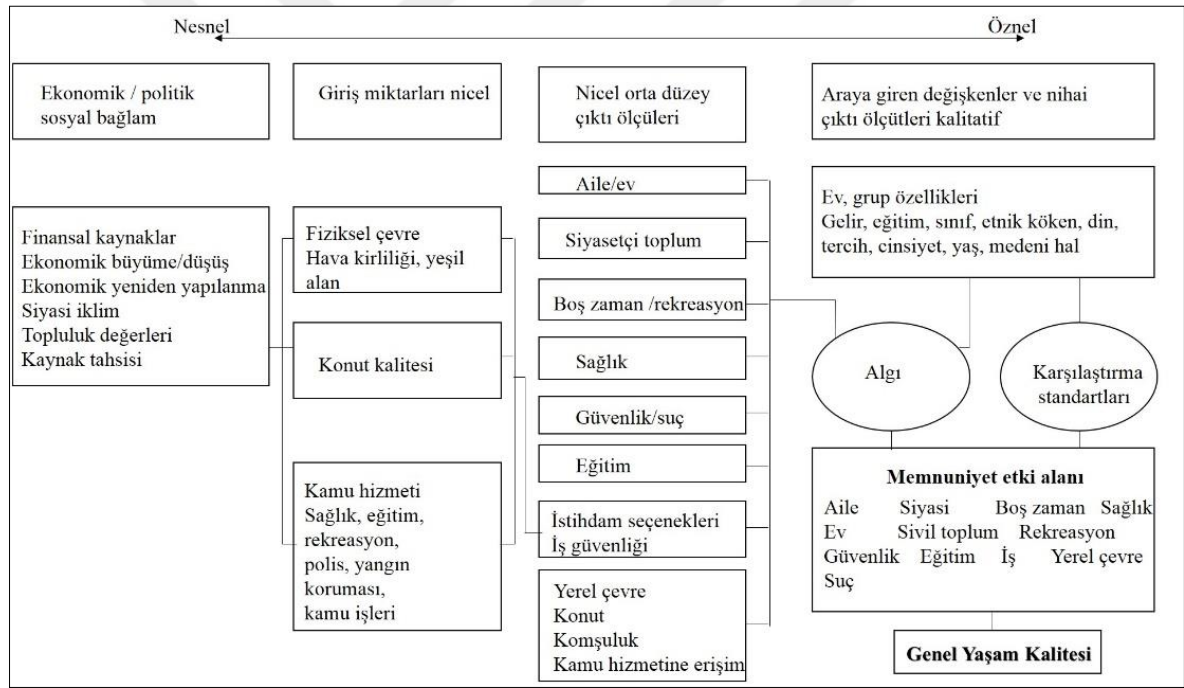 Nesnel
Öznel
Ekonomik / politik
sosyal bağlam
Giriş miktarları nicel
Nicel orta düzey
çıktı ölçüleri
Araya giren değişkenler ve nihai
çıktı ölçütleri kalitatif
Finansal kaynaklar
Ekonomik büyüme/düşüş
Ekonomik yeniden yapılanma
Siyasi iklim
Topluluk değerleri
Kaynak tahsisi
Fiziksel çevre
Hava kirliliği, yeşil
alan
Konut kalitesi
Kamu hizmeti
Sağlık, eğitim,
rekreasyon,
polis, yangın
koruması,
kamu işleri
Aile/ev
Siyasetçi toplum
Boş zaman /rekreasyon
Sağlık
Güvenlik/suç
Eğitim
İstihdam seçenekleri
İş güvenliği
Yerel çevre
Konut
Komşuluk
Kamu hizmetine erişim
Ev, grup özellikleri
Gelir, eğitim, sınıf, etnik köken, din,
tercih, cinsiyet, yaş, medeni hal
Algı
Karşılaştırma
standartları
Memnuniyet etki alanı
Aile Siyasi Boş zaman Sağlık
Ev Sivil toplum Rekreasyon
Güvenlik Eğitim İş Yerel çevre
Suç
Genel Yaşam Kalitesi